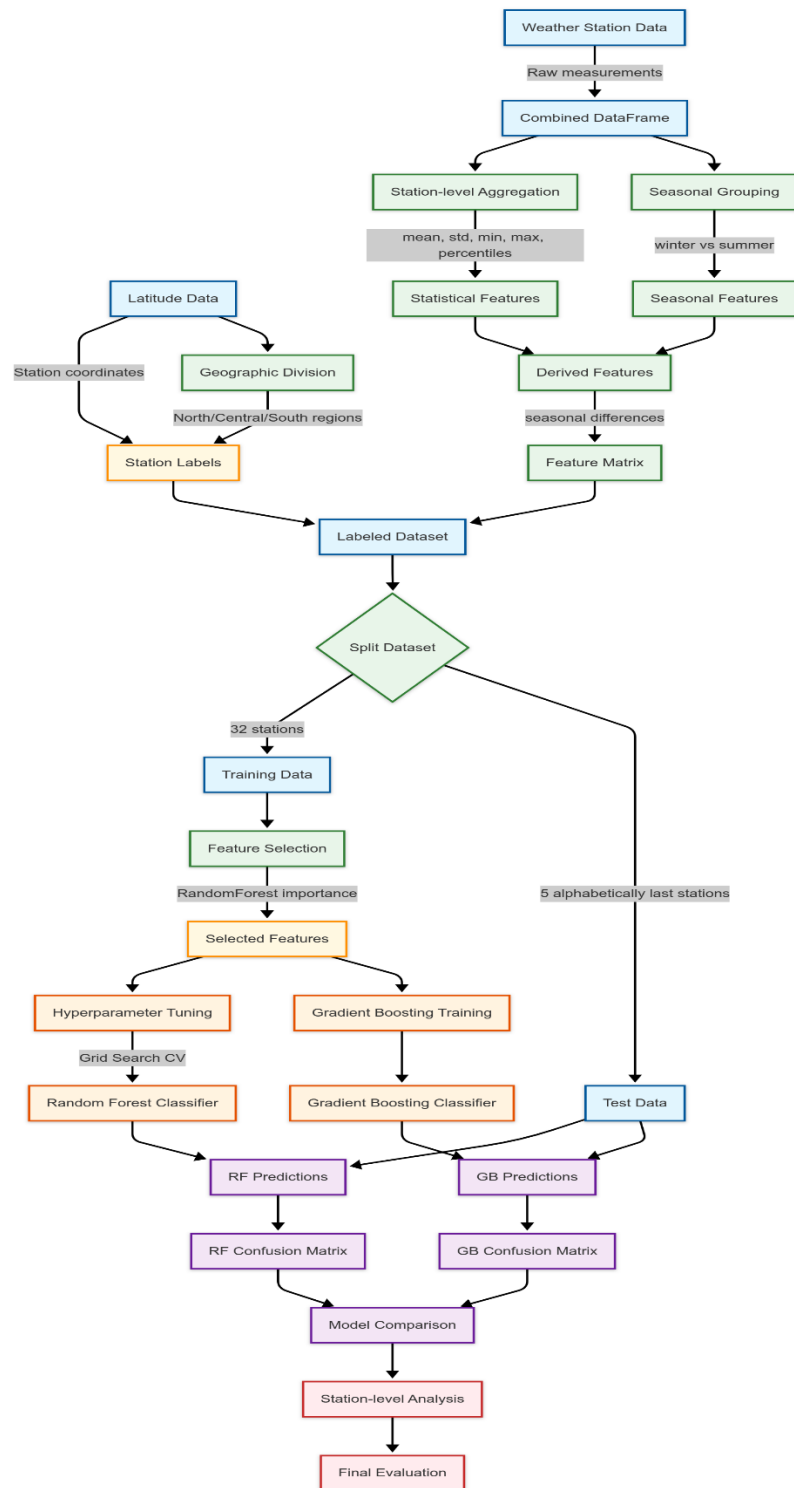 Weather Station Data
Raw measurements
Combined DataFrame
Station-level Aggregation
Seasonal Grouping
mean, std, min, max,
percentiles
winter vs summer
Latitude Data
Statistical Features
Seasonal Features
Station coordinates
Geographic Division
Derived Features
North/Central/South regions
seasonal differences
Station Labels
Feature Matrix
Labeled Dataset
Split Dataset
32 stations
Training Data
Feature Selection
RandomForest importance
5 alphabetically last stations
Selected Features
Hyperparameter Tuning
Gradient Boosting Training
Grid Search CV
Random Forest Classifier
Gradient Boosting Classifier
Test Data
RF Predictions
GB Predictions
RF Confusion Matrix
GB Confusion Matrix
Model Comparison
Station-level Analysis
Final Evaluation